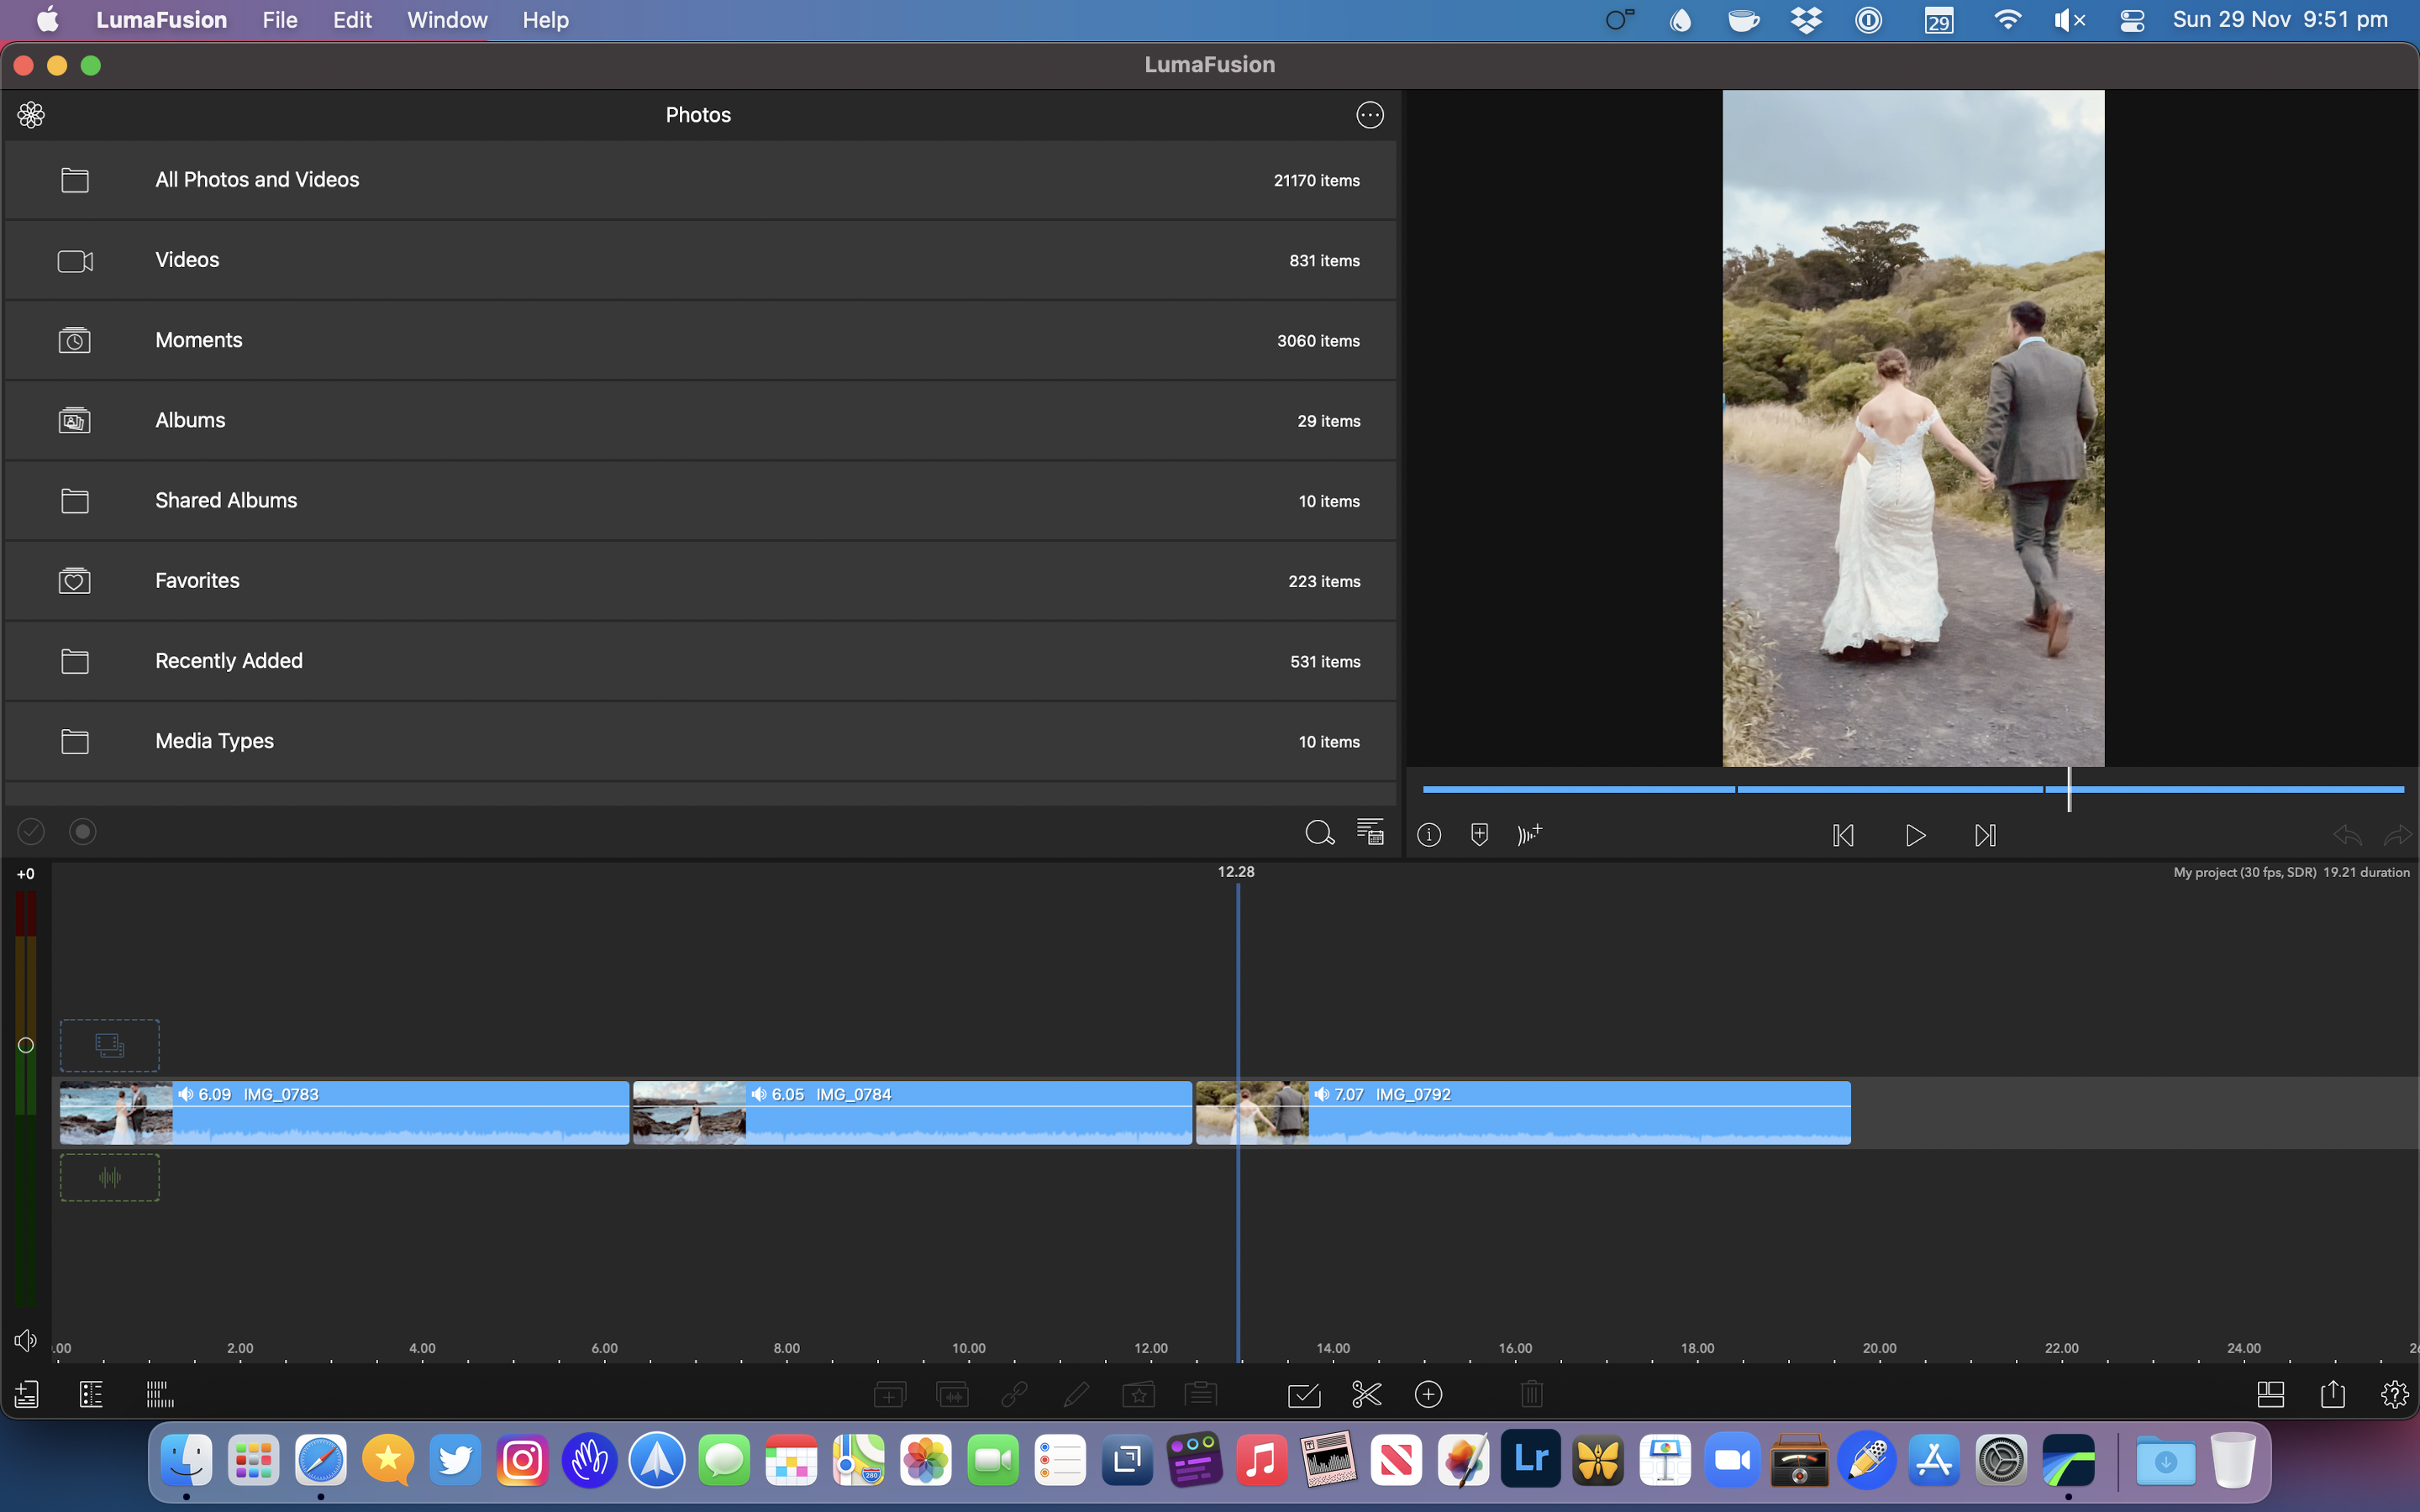 LumaFusion File Edit Window Help 29 Sun 29 Nov 9:51 pm
LumaFusion
Photos
All Photos and Videos 21170 items
Videos 831 items
Moments 3060 items
Albums 29 items
Shared Albums 10 items
Favorites 223 items
Recently Added 531 items
Media Types 10 items
+0 12.28 My project (30 fps, SDR) 19.21 duration
6.09 IMG_0783 6.05 IMG_0784 7.07 IMG_0792
.00 2.00 4.00 6.00 8.00 10.00 12.00 14.00 16.00 18.00 20.00 22.00 24.00
280 Lr